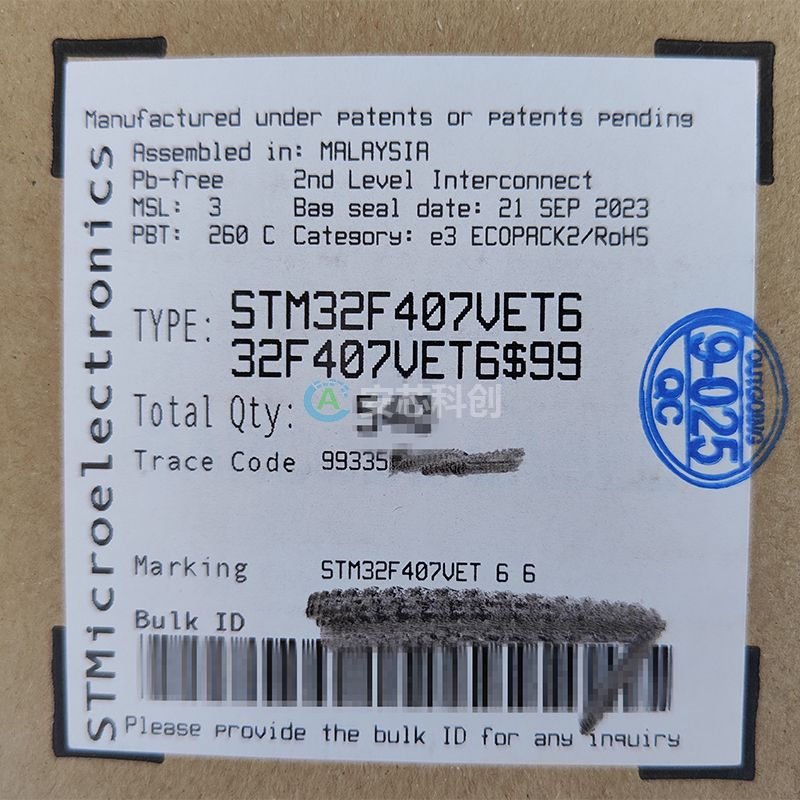 Manufactured under patents or patents pending
STMicroelectronics
Assembled in: MALAYSIA
Pb-free 2nd Level Interconnect
MSL: 3 Bag seal date: 21 SEP 2023
PBT: 260 C Category: e3 ECOPACK2/RoHS
TYPE: STM32F407VET6
32F407VET6$99
Total Qty:
芯科创
Trace Code 99335
Marking STM32F407VET 6 6
Bulk ID
Please provide the bulk ID for any inquiry
OUTGOING
9-025
QC